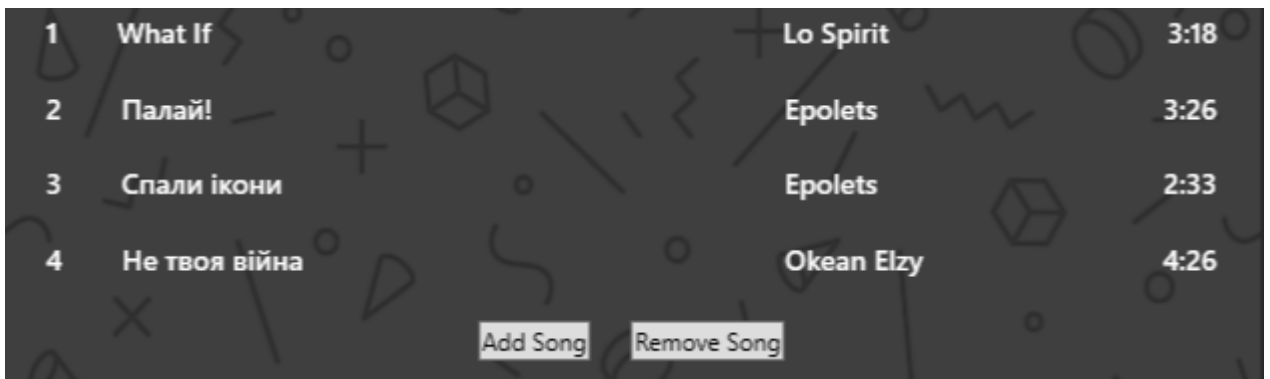 1 What If Lo Spirit 3:18
2 Палай! Epolets 3:26
3 Спали ікони Epolets 2:33
4 Не твоя війна Okean Elzy 4:26
Add Song Remove Song